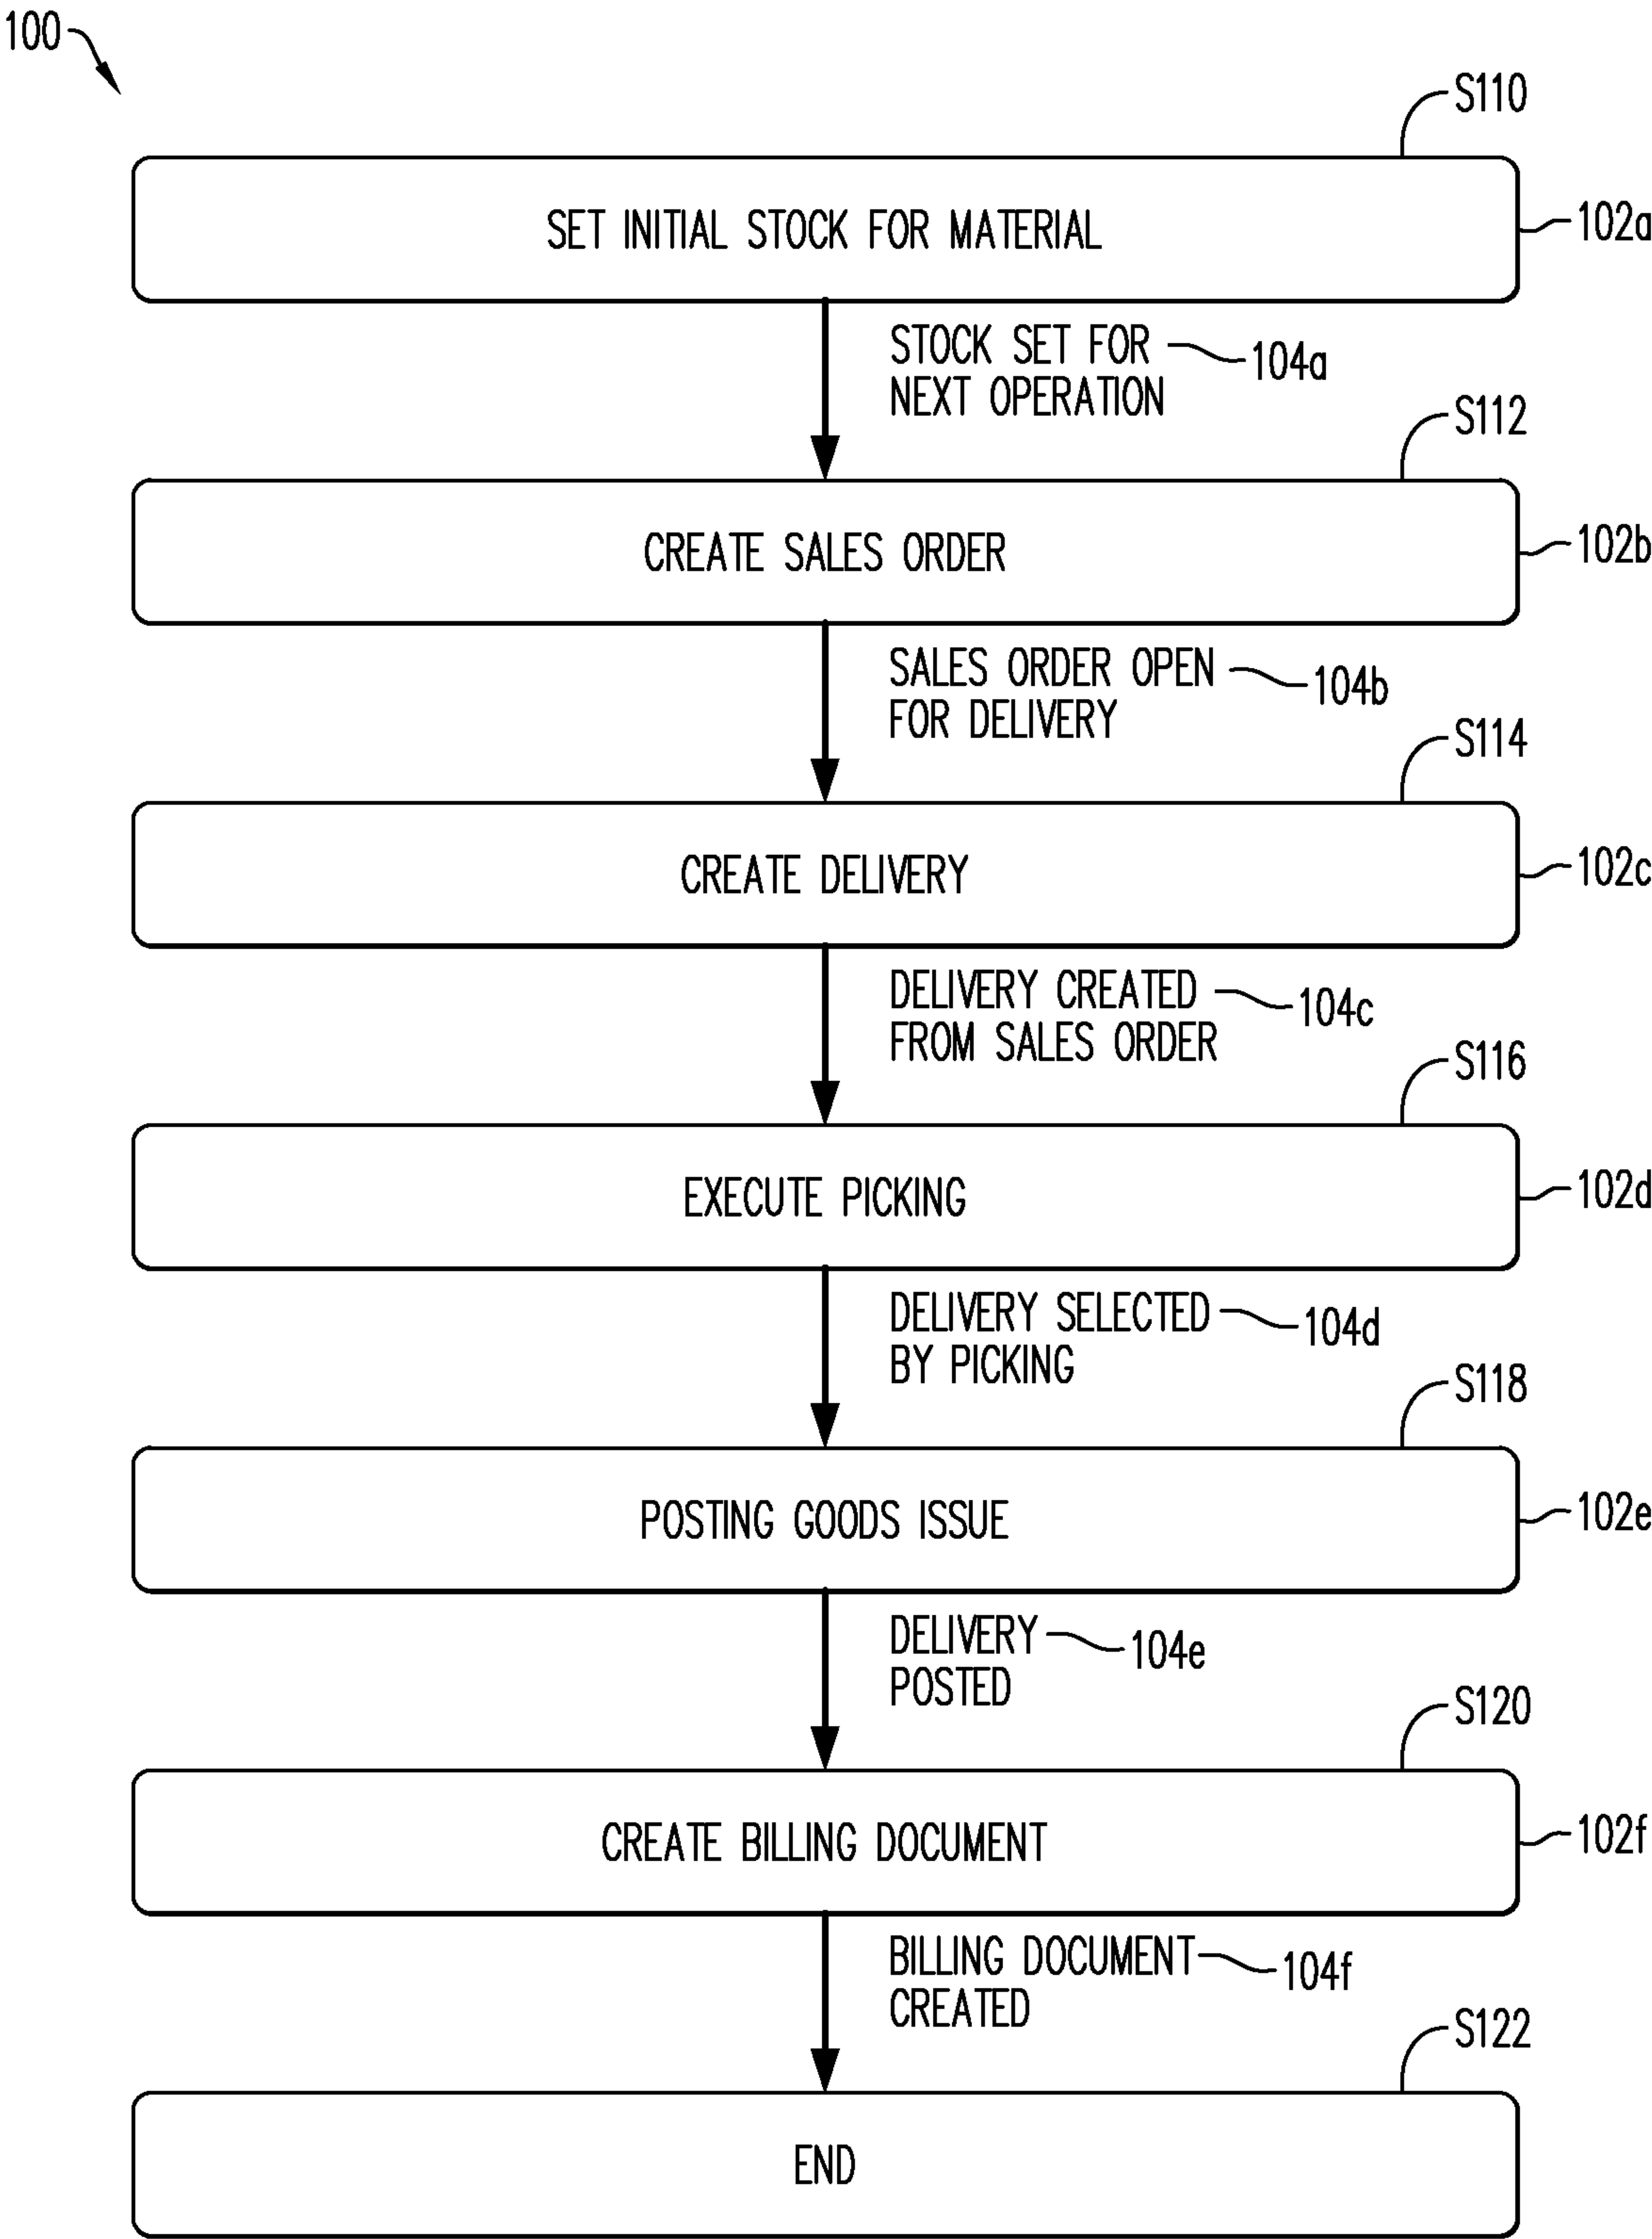 100
S110
SET INITIAL STOCK FOR MATERIAL
102a
STOCK SET FOR
NEXT OPERATION
104a
S112
CREATE SALES ORDER
102b
SALES ORDER OPEN
FOR DELIVERY
104b
S114
CREATE DELIVERY
102c
DELIVERY CREATED
FROM SALES ORDER
104c
S116
EXECUTE PICKING
102d
DELIVERY SELECTED
BY PICKING
104d
S118
POSTING GOODS ISSUE
102e
DELIVERY
POSTED
104e
S120
CREATE BILLING DOCUMENT
102f
BILLING DOCUMENT
CREATED
104f
S122
END